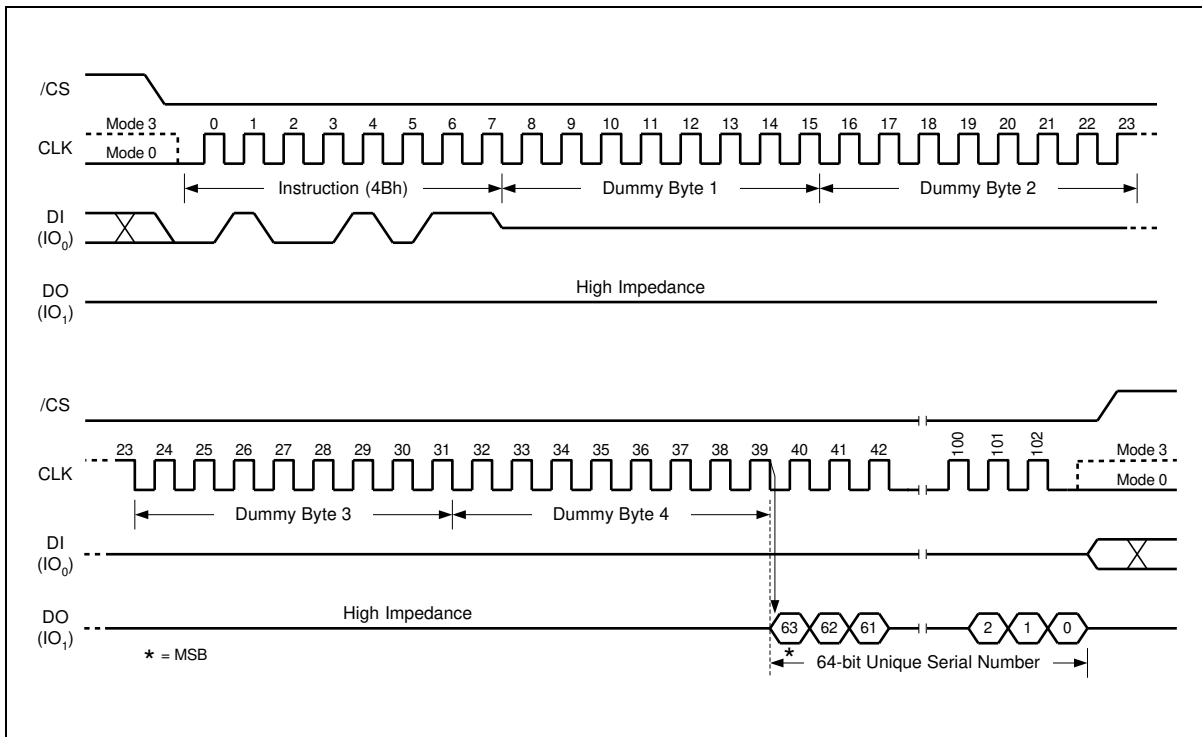 /CS
Mode 3
0 1 2 3 4 5 6 7 8 9 10 11 12 13 14 15 16 17 18 19 20 21 22 23
CLK
Mode 0
Instruction (4Bh) Dummy Byte 1 Dummy Byte 2
DI
(IO0)
High Impedance
DO
(IO1)
/CS
23 24 25 26 27 28 29 30 31 32 33 34 35 36 37 38 39 40 41 42 100 101 102
Mode 3
CLK
Mode 0
Dummy Byte 3 Dummy Byte 4
DI
(IO0)
High Impedance
DO
(IO1)
63 62 61 2 1 0
* = MSB
* 64-bit Unique Serial Number